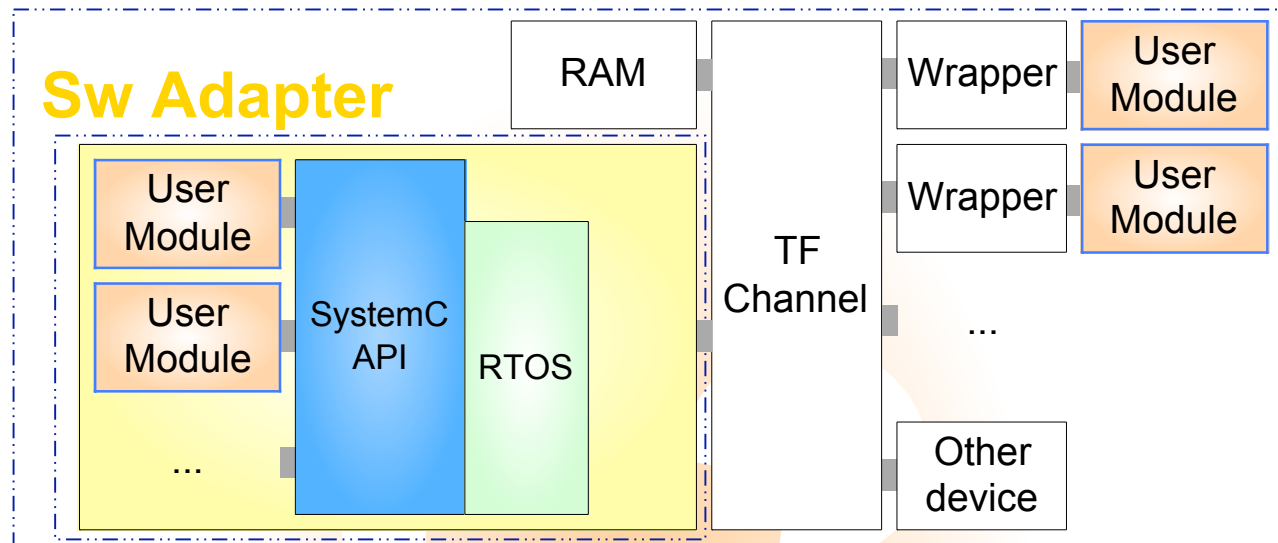 Sw Adapter
RAM
TF
Channel
Wrapper
User
Module
Wrapper
User
Module
...
Other
device
User
Module
User
Module
...
SystemC
API
RTOS